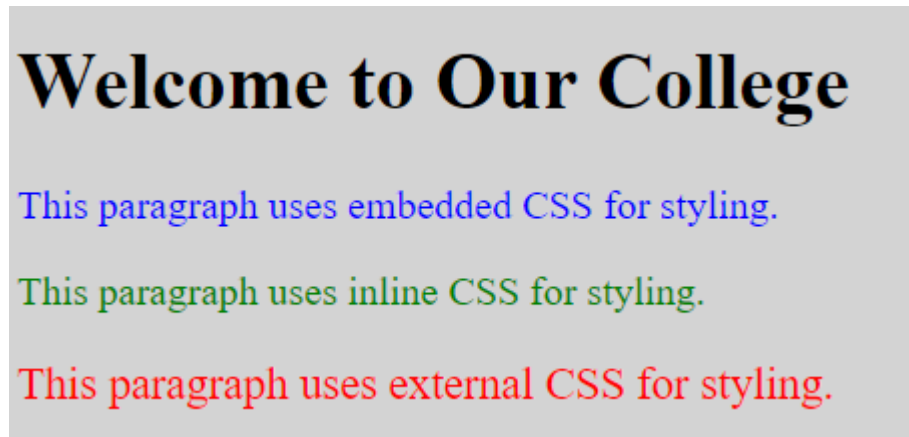 Welcome to Our College
This paragraph uses embedded CSS for styling.
This paragraph uses inline CSS for styling.
This paragraph uses external CSS for styling.